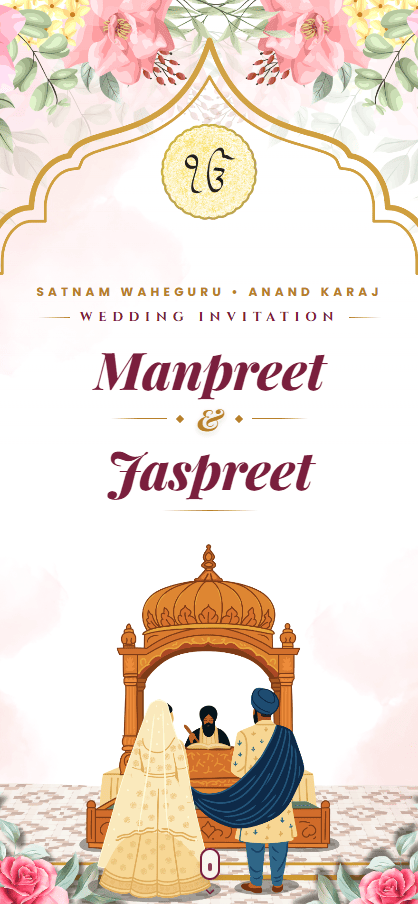 ੴ
SATNAM WAHEGURU • ANAND KARAJ
WEDDING INVITATION
Manpreet
&
Jaspreet